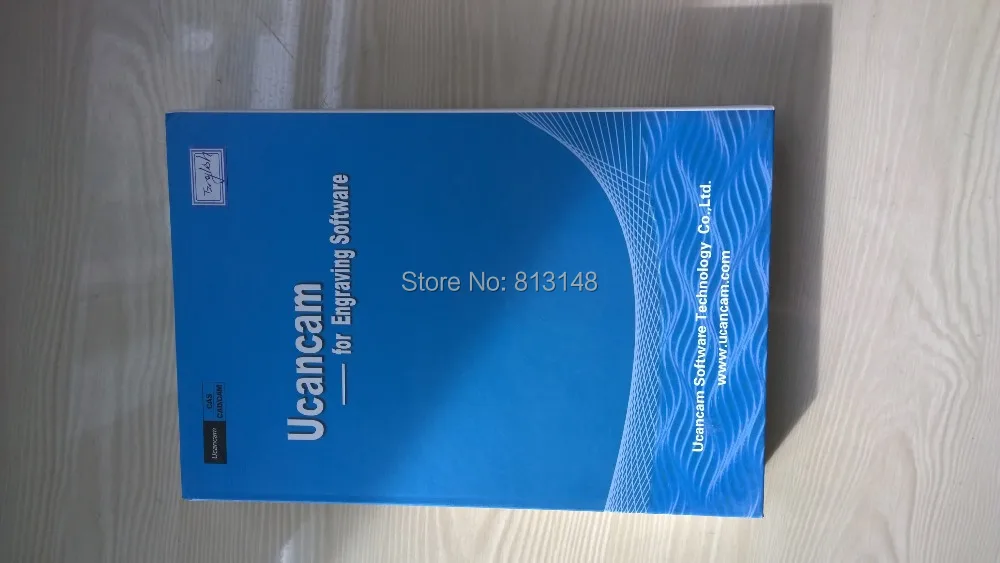 Ucancam
CAS
CAD/CAM
English
Ucancam
—— for Engraving Software
Ucancam Software Technology Co.,Ltd.
www.ucancam.com
Store No: 813148